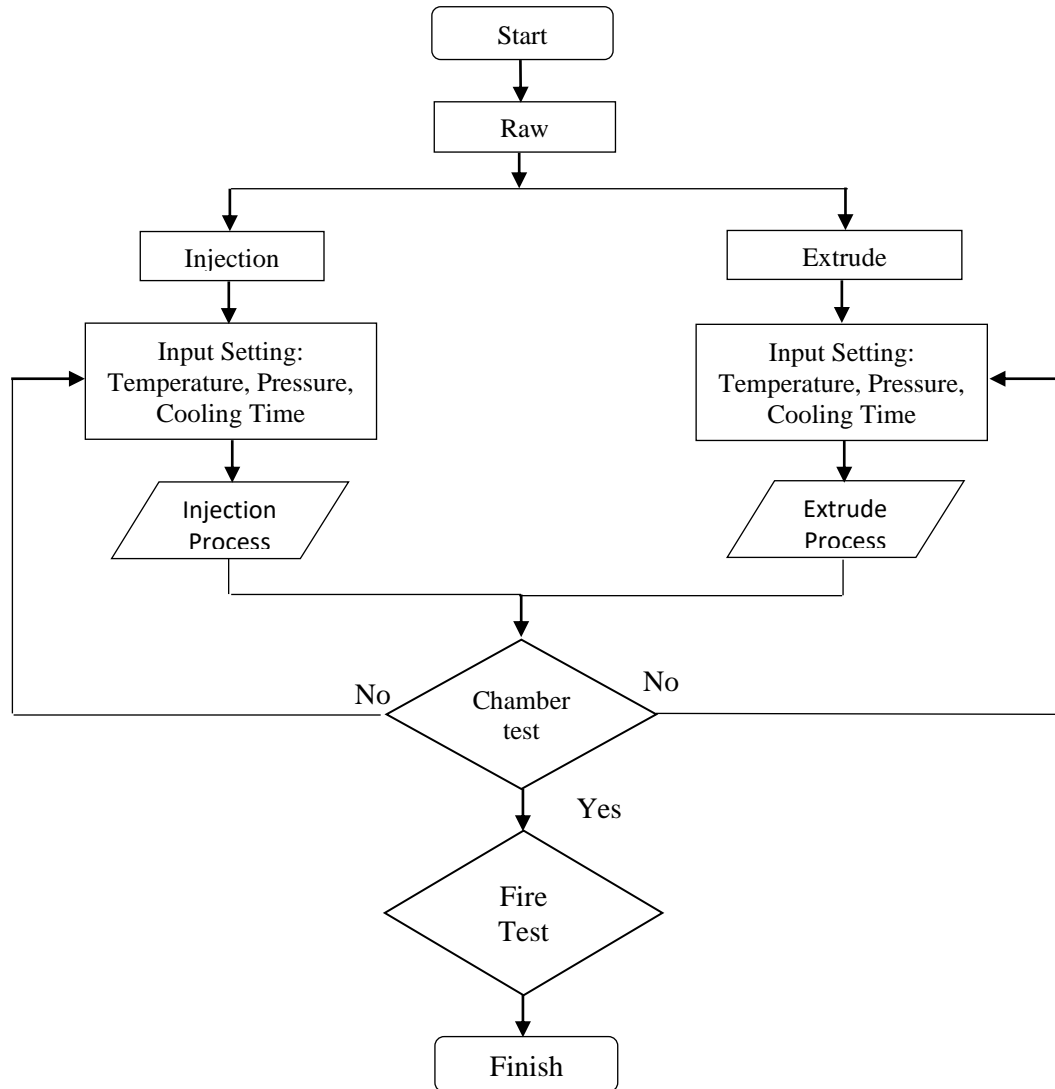 Start
Raw
Injection
Extrude
Input Setting:
Temperature, Pressure,
Cooling Time
Input Setting:
Temperature, Pressure,
Cooling Time
Injection
Process
Extrude
Process
No
Chamber
test
No
Yes
Fire
Test
Finish